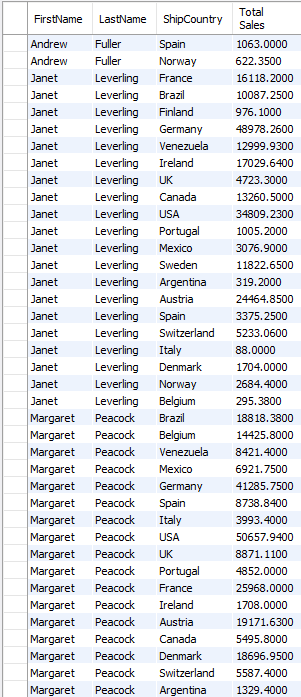 FirstName LastName ShipCountry Total Sales
Andrew Fuller Spain 1063.0000
Andrew Fuller Norway 622.3500
Janet Leverling France 16118.2000
Janet Leverling Brazil 10087.2500
Janet Leverling Finland 976.1000
Janet Leverling Germany 48978.2600
Janet Leverling Venezuela 12999.9300
Janet Leverling Ireland 17029.6400
Janet Leverling UK 4723.3000
Janet Leverling Canada 13260.5000
Janet Leverling USA 34809.2300
Janet Leverling Portugal 1005.2000
Janet Leverling Mexico 3076.9000
Janet Leverling Sweden 11822.6500
Janet Leverling Argentina 319.2000
Janet Leverling Austria 24464.8500
Janet Leverling Spain 3375.2500
Janet Leverling Switzerland 5233.0600
Janet Leverling Italy 88.0000
Janet Leverling Denmark 1704.0000
Janet Leverling Norway 2684.4000
Janet Leverling Belgium 295.3800
Margaret Peacock Brazil 18818.3800
Margaret Peacock Belgium 14425.8000
Margaret Peacock Venezuela 8421.4000
Margaret Peacock Mexico 6921.7500
Margaret Peacock Germany 41285.7500
Margaret Peacock Spain 8738.8400
Margaret Peacock Italy 3993.4000
Margaret Peacock USA 50657.9400
Margaret Peacock UK 8871.1100
Margaret Peacock Portugal 4852.0000
Margaret Peacock France 25968.0000
Margaret Peacock Ireland 1708.0000
Margaret Peacock Austria 19171.6300
Margaret Peacock Canada 5495.8000
Margaret Peacock Denmark 18696.9500
Margaret Peacock Switzerland 5587.4000
Margaret Peacock Argentina 1329.4000